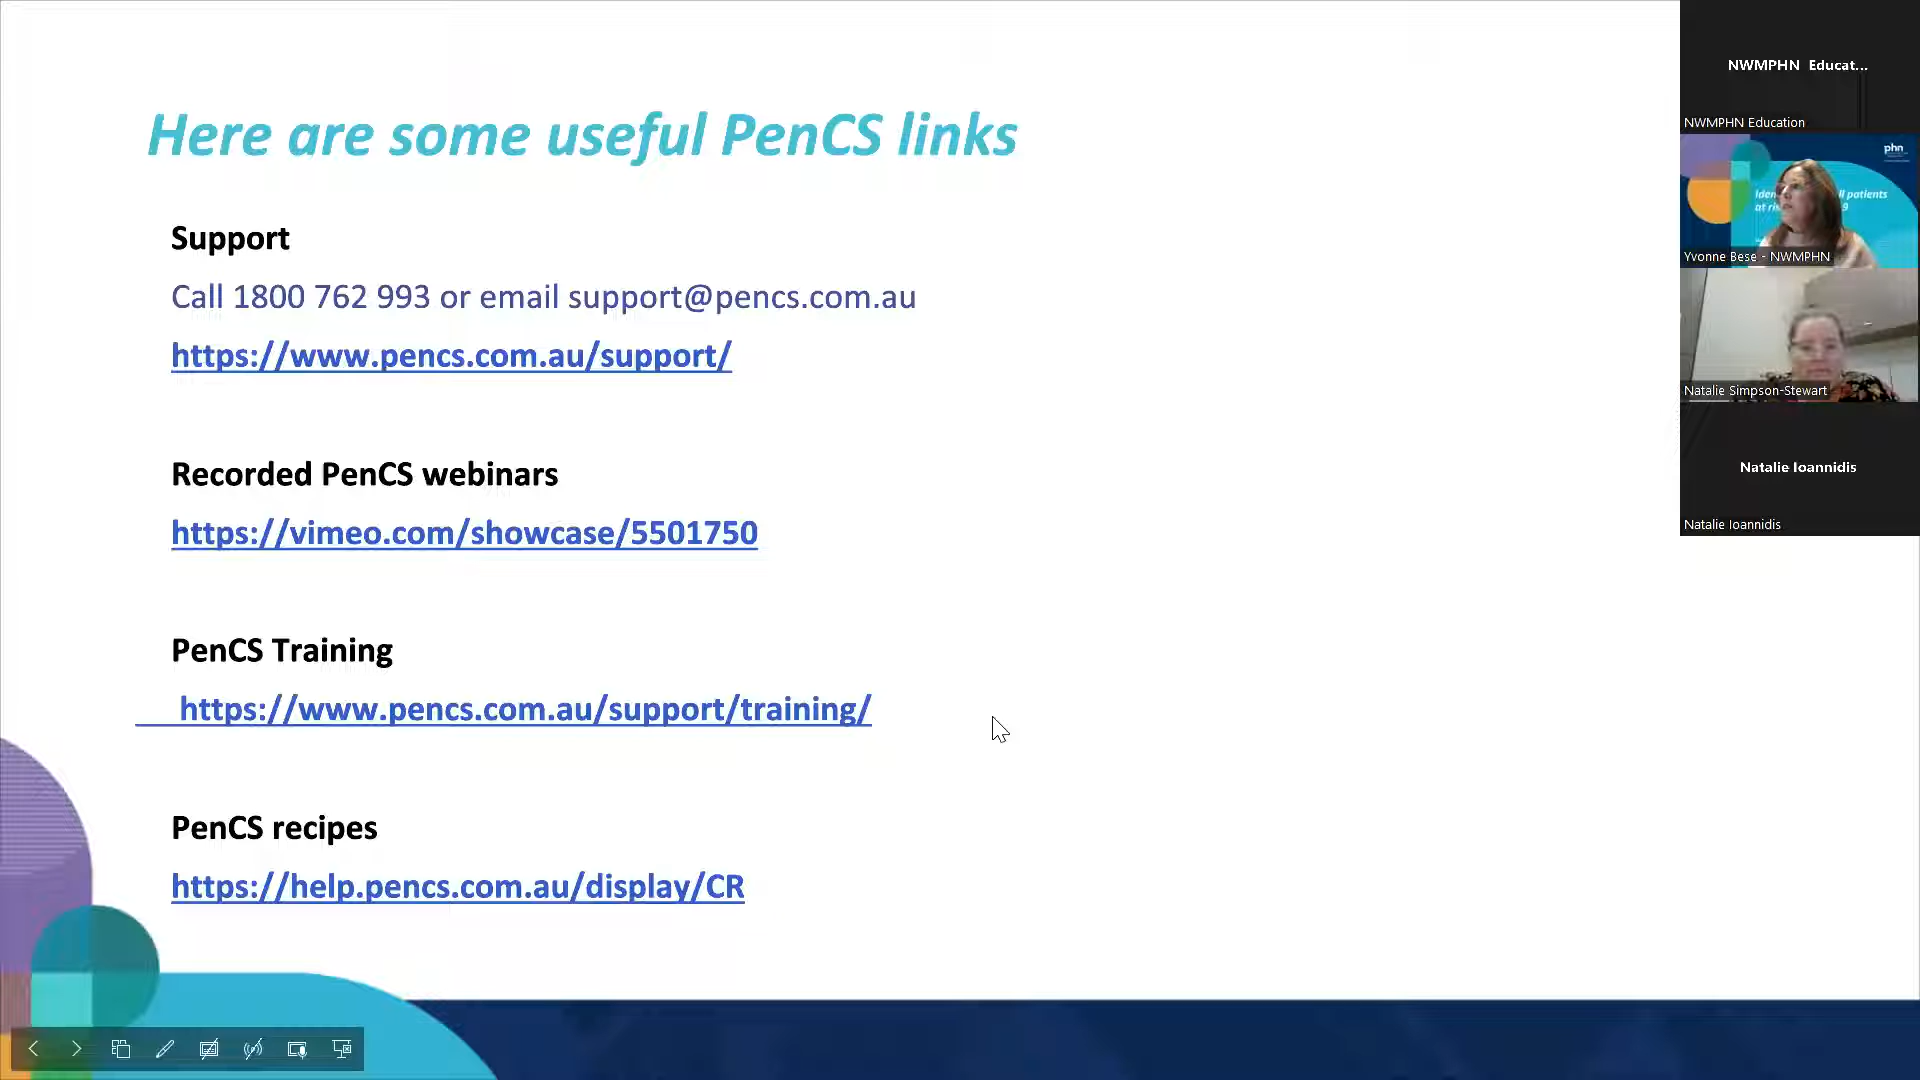 Here are some useful PenCS links
Support
Call 1800 762 993 or email support@pencs.com.au
https://www.pencs.com.au/support/
Recorded PenCS webinars
https://vimeo.com/showcase/5501750
PenCS Training
https://www.pencs.com.au/support/training/
PenCS recipes
https://help.pencs.com.au/display/CR
NWMPHN Educat...
NWMPHN Education
phn
Yvonne Bese - NWMPHN
Natalie Simpson-Stewart
Natalie Ioannidis
Natalie Ioannidis